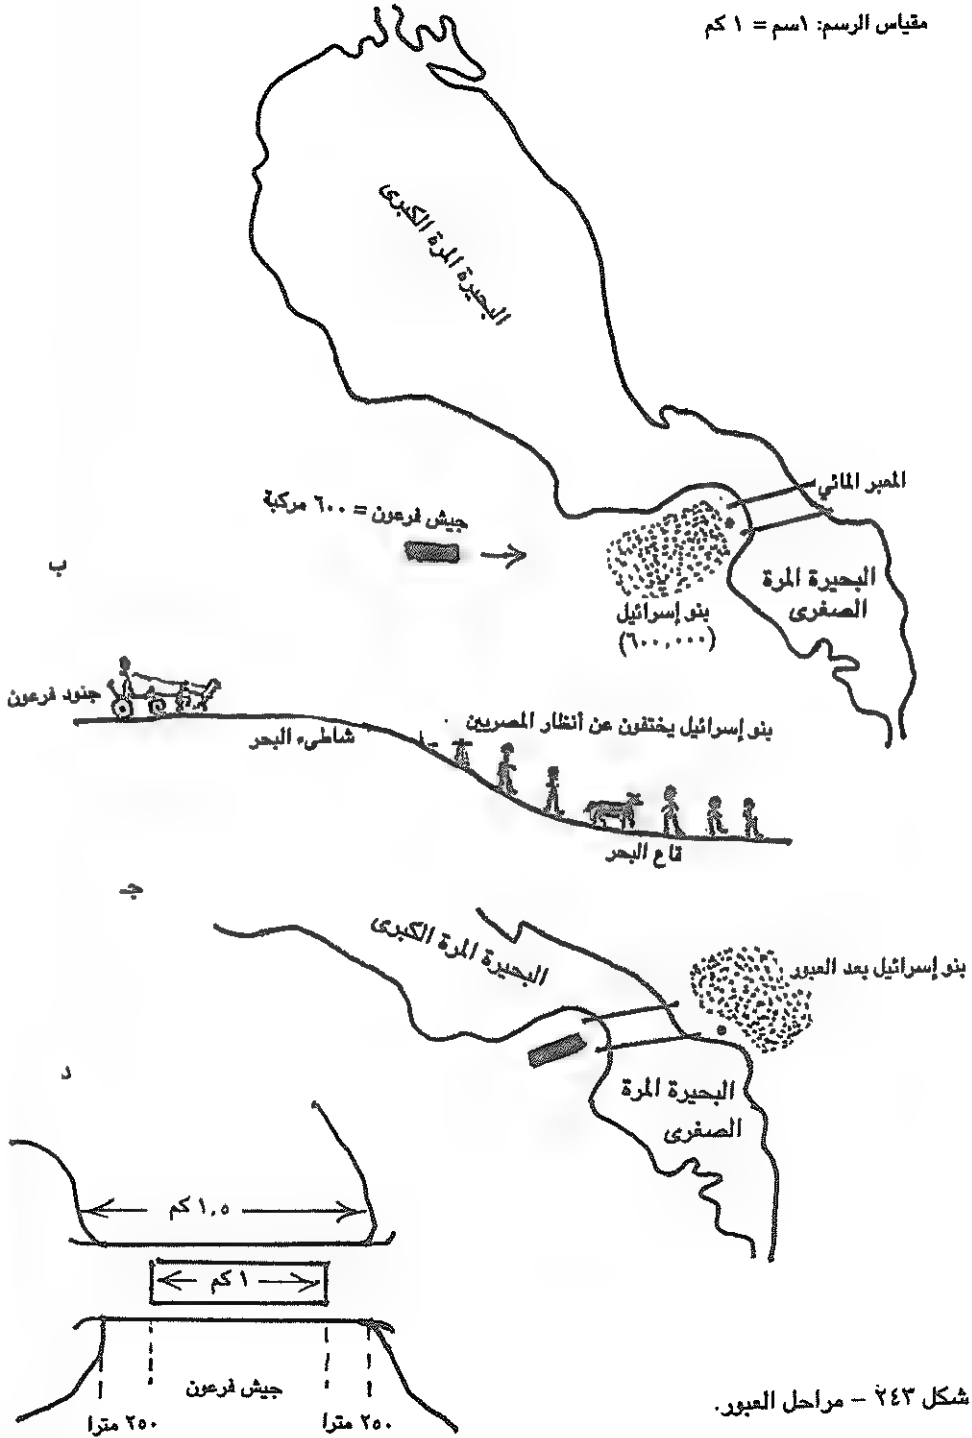 مقياس الرسم: ١سم = ١ كم
البحيرة المرة الكبرى
المعبر المائي
جيش فرعون = ٦٠٠ مركبة
البحيرة المرة
الصغرى
بنو إسرائيل
(٦٠٠,٠٠٠)
ب
جنود فرعون
شاطىء البحر
بنو إسرائيل يختفون عن أنظار المصريين
قاع البحر
جـ
البحيرة المرة الكبرى
بنو إسرائيل بعد العبور
البحيرة المرة
الصغرى
د
١,٥ كم
١ كم
جيش فرعون
٢٥٠ مترا
٢٥٠ مترا
شكل ٢٤٣ – مراحل العبور.